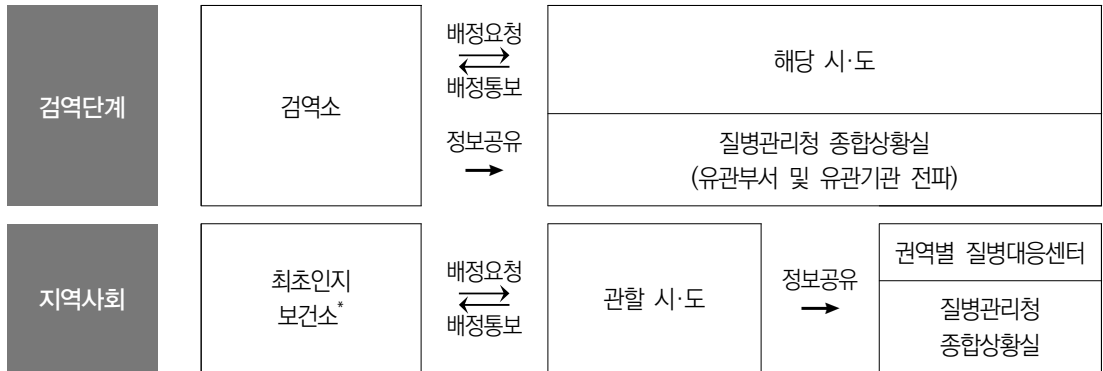 검역단계
검역소
배정요청
배정통보
해당 시·도
정보공유
질병관리청 종합상황실
(유관부서 및 유관기관 전파)
지역사회
최초인지
보건소*
배정요청
배정통보
관할 시·도
정보공유
권역별 질병대응센터
질병관리청
종합상황실